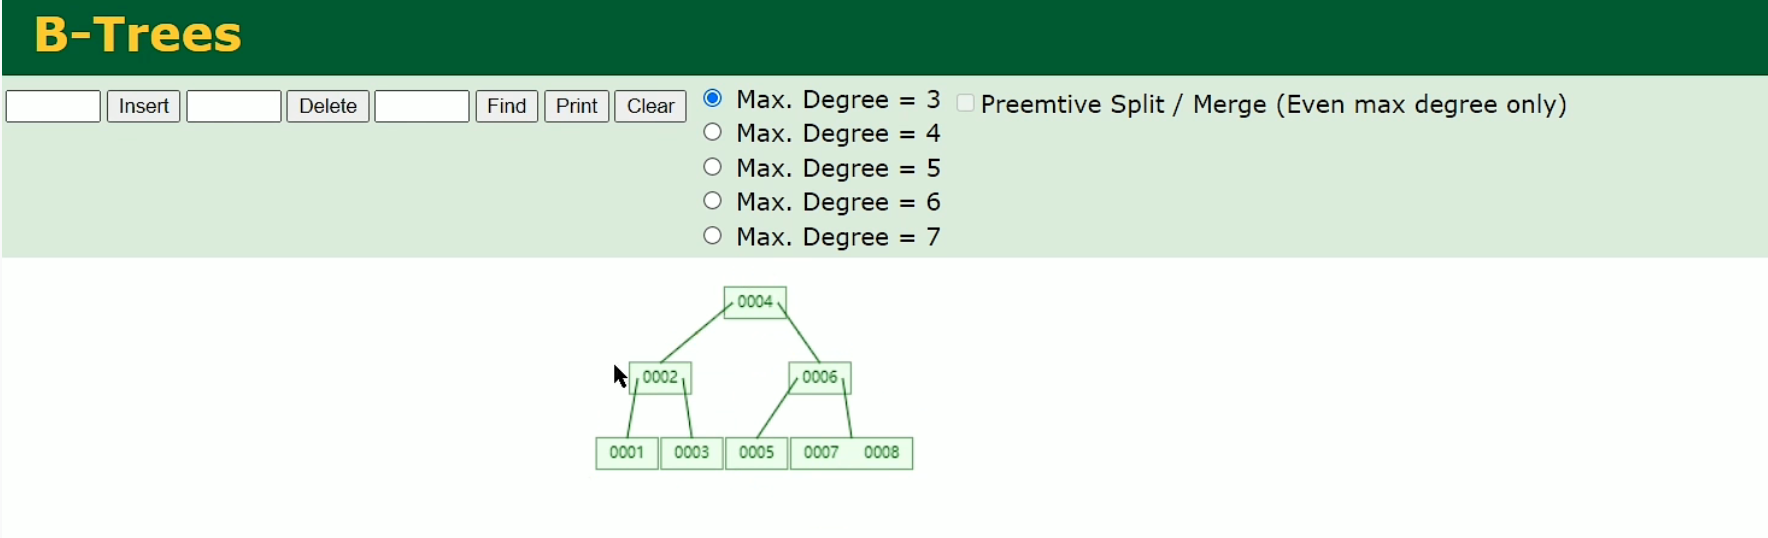 B-Trees
Insert Delete Find Print Clear Max. Degree = 3 Preemtive Split / Merge (Even max degree only)
Max. Degree = 4
Max. Degree = 5
Max. Degree = 6
Max. Degree = 7
0004
0002 0006
0001 0003 0005 0007 0008